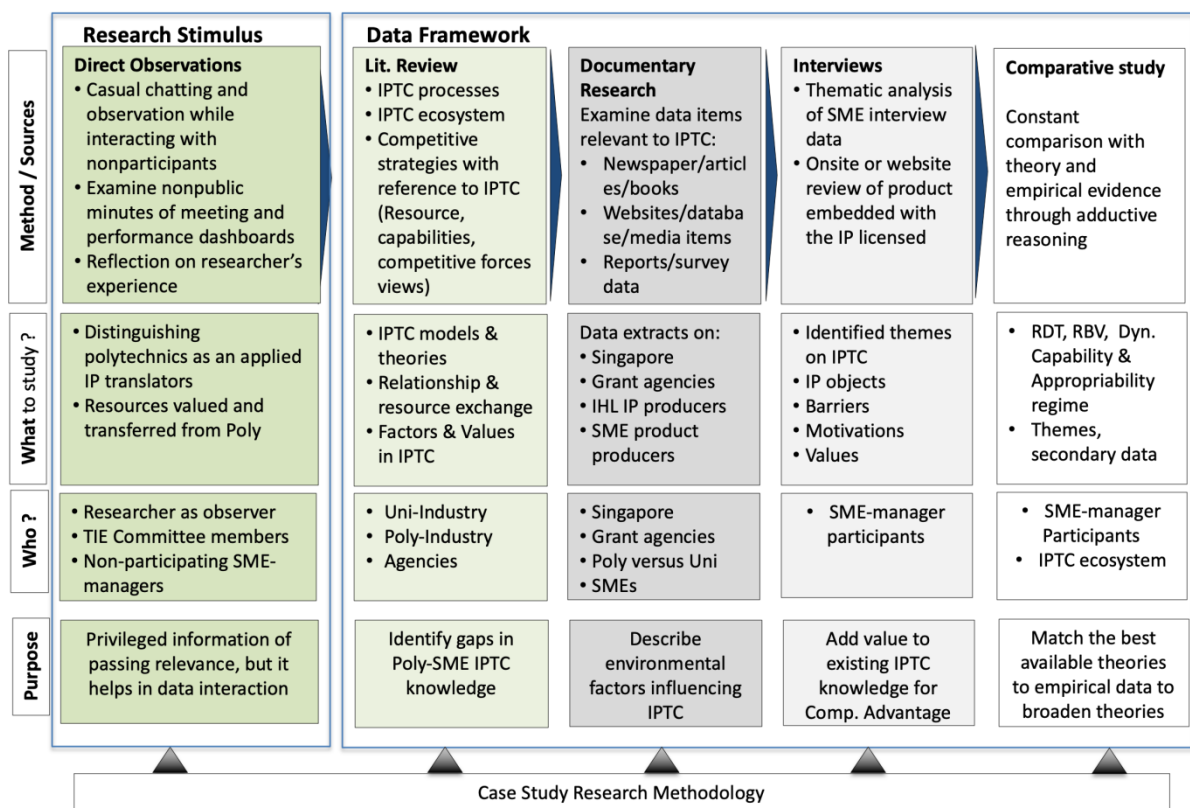 Research Stimulus
Data Framework
Method / Sources
Direct Observations
• Casual chatting and
observation while
interacting with
nonparticipants
• Examine nonpublic
minutes of meeting and
performance dashboards
• Reflection on researcher's
experience
Lit. Review
• IPTC processes
• IPTC ecosystem
• Competitive
strategies with
reference to IPTC
(Resource,
capabilities,
competitive forces
views)
Documentary
Research
Examine data items
relevant to IPTC:
• Newspaper/articl
es/books
• Websites/databa
se/media items
• Reports/survey
data
Interviews
• Thematic analysis
of SME interview
data
• Onsite or website
review of product
embedded with
the IP licensed
Comparative study
Constant
comparison with
theory and
empirical evidence
through adductive
reasoning
What to study ?
• Distinguishing
polytechnics as an applied
IP translators
• Resources valued and
transferred from Poly
• IPTC models &
theories
• Relationship &
resource exchange
• Factors & Values
in IPTC
Data extracts on:
• Singapore
• Grant agencies
• IHL IP producers
• SME product
producers
• Identified themes
on IPTC
• IP objects
• Barriers
• Motivations
• Values
• RDT, RBV, Dyn.
Capability &
Appropriability
regime
• Themes,
secondary data
Who ?
• Researcher as observer
• TIE Committee members
• Non-participating SME-
managers
• Uni-Industry
• Poly-Industry
• Agencies
• Singapore
• Grant agencies
• Poly versus Uni
• SMEs
• SME-manager
participants
• SME-manager
Participants
• IPTC ecosystem
Purpose
Privileged information of
passing relevance, but it
helps in data interaction
Identify gaps in
Poly-SME IPTC
knowledge
Describe
environmental
factors influencing
IPTC
Add value to
existing IPTC
knowledge for
Comp. Advantage
Match the best
available theories
to empirical data to
broaden theories
Case Study Research Methodology